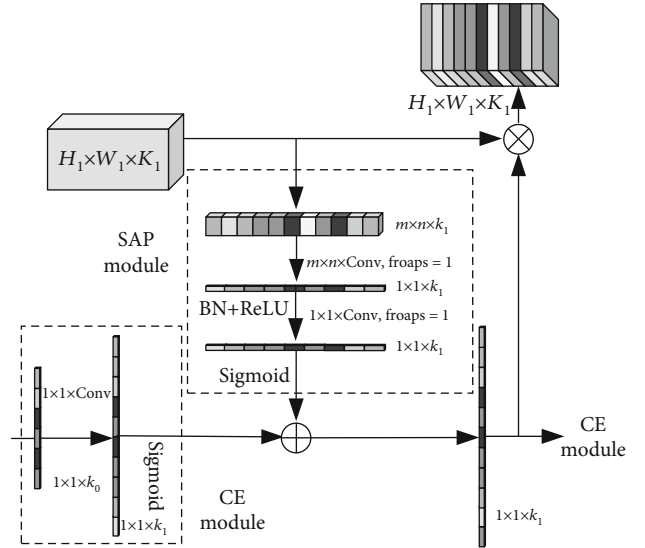 H₁×W₁×K₁
H₁×W₁×K₁
SAP
module
m×n×k₁
m×n×Conv, froaps = 1
1×1×k₁
BN+ReLU
1×1×Conv, froaps = 1
1×1×k₁
Sigmoid
1×1×Conv
Sigmoid
1×1×k₀
1×1×k₁
CE
module
CE
module
1×1×k₁